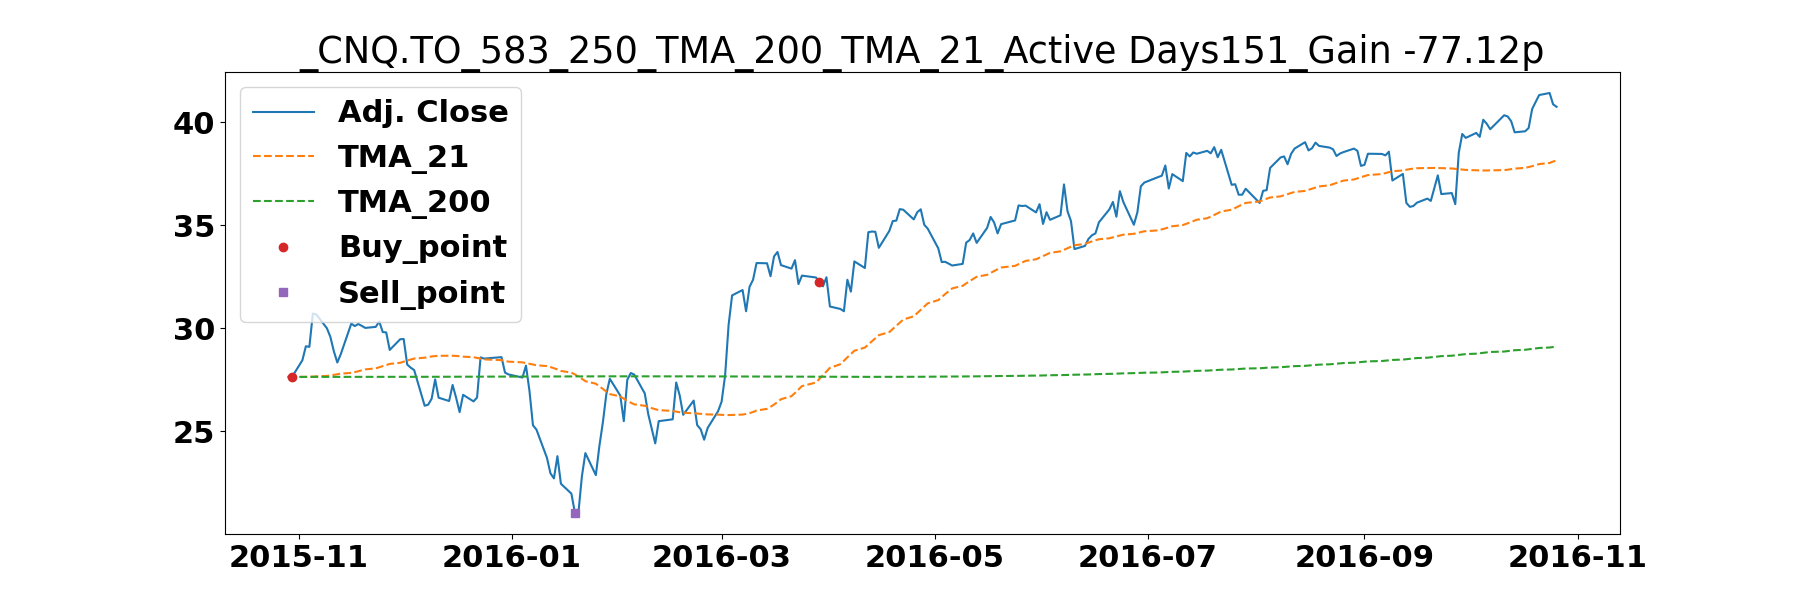 _CNQ.TO_583_250_TMA_200_TMA_21_Active Days151_Gain -77.12p
Adj. Close
TMA_21
TMA_200
Buy_point
Sell_point
40
35
30
25
2015-11 2016-01 2016-03 2016-05 2016-07 2016-09 2016-11